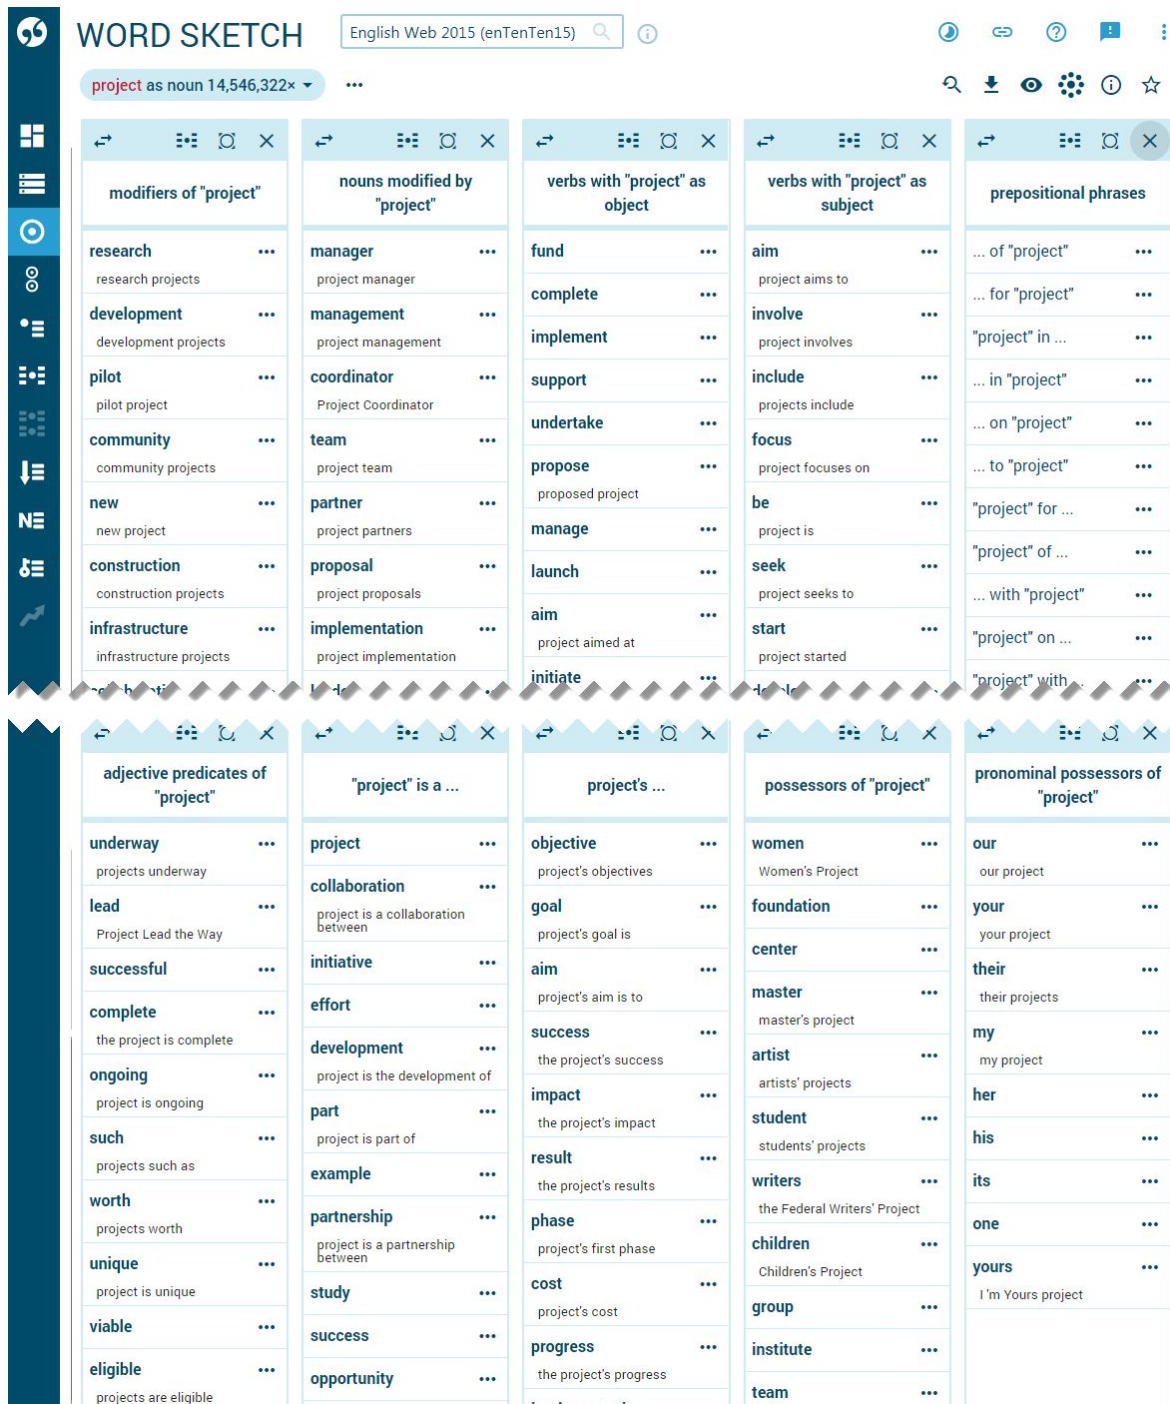 WORD SKETCH
English Web 2015 (enTenTen15)
project as noun 14,546,322×
modifiers of "project"
research
research projects
development
development projects
pilot
pilot project
community
community projects
new
new project
construction
construction projects
infrastructure
infrastructure projects
nouns modified by
"project"
manager
project manager
management
project management
coordinator
Project Coordinator
team
project team
partner
project partners
proposal
project proposals
implementation
project implementation
verbs with "project" as
object
fund
complete
implement
support
undertake
propose
proposed project
manage
launch
aim
project aimed at
initiate
verbs with "project" as
subject
aim
project aims to
involve
project involves
include
projects include
focus
project focuses on
be
project is
seek
project seeks to
start
project started
prepositional phrases
... of "project"
... for "project"
"project" in ...
... in "project"
... on "project"
... to "project"
"project" for ...
"project" of ...
... with "project"
"project" on ...
"project" with ...
adjective predicates of
"project"
underway
projects underway
lead
Project Lead the Way
successful
complete
the project is complete
ongoing
project is ongoing
such
projects such as
worth
projects worth
unique
project is unique
viable
eligible
projects are eligible
"project" is a ...
project
collaboration
project is a collaboration
between
initiative
effort
development
project is the development of
part
project is part of
example
partnership
project is a partnership
between
study
success
opportunity
project's ...
objective
project's objectives
goal
project's goal is
aim
project's aim is to
success
the project's success
impact
the project's impact
result
the project's results
phase
project's first phase
cost
project's cost
progress
the project's progress
possessors of "project"
women
Women's Project
foundation
center
master
master's project
artist
artists' projects
student
students' projects
writers
the Federal Writers' Project
children
Children's Project
group
institute
team
pronominal possessors of
"project"
our
our project
your
your project
their
their projects
my
my project
her
his
its
one
yours
I 'm Yours project